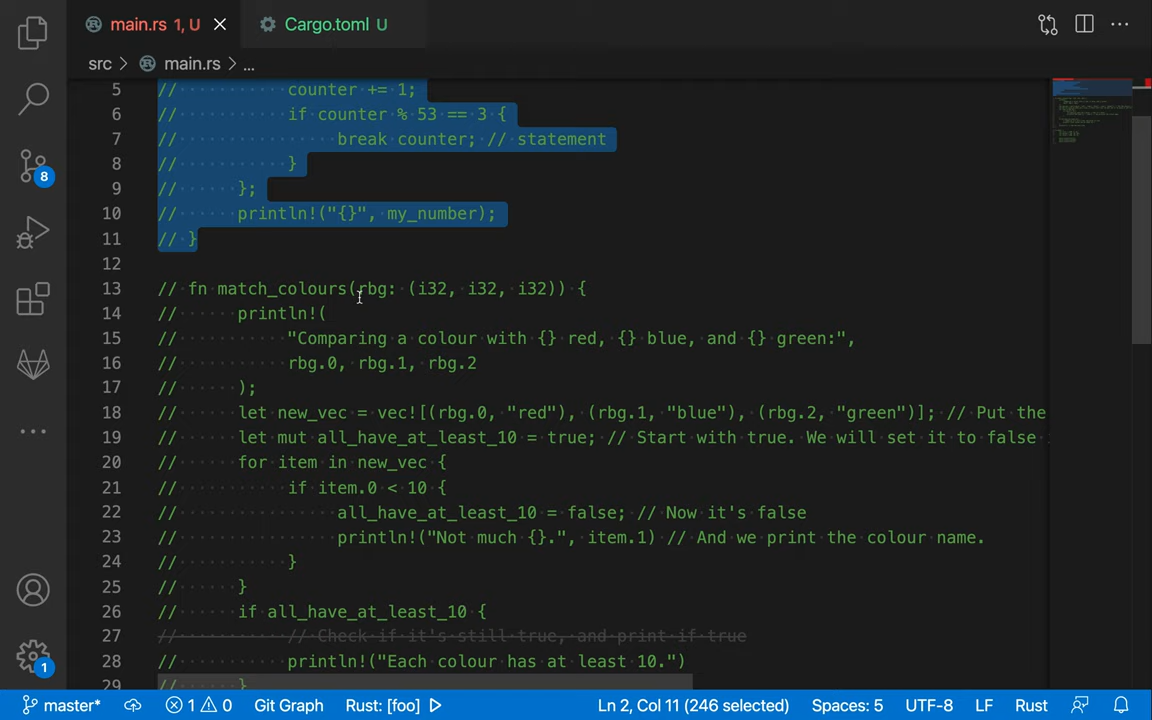 main.rs 1, U
Cargo.toml U
src > main.rs > ...
5 // counter += 1;
6 // if counter % 53 == 3 {
7 // break counter; // statement
8 // }
9 // };
10 // println!("{}", my_number);
11 // }
12
13 // fn match_colours(rbg: (i32, i32, i32)) {
14 // println!(
15 // "Comparing a colour with {} red, {} blue, and {} green:",
16 // rbg.0, rbg.1, rbg.2
17 // );
18 // let new_vec = vec![(rbg.0, "red"), (rbg.1, "blue"), (rbg.2, "green")]; // Put the
19 // let mut all_have_at_least_10 = true; // Start with true. We will set it to false
20 // for item in new_vec {
21 // if item.0 < 10 {
22 // all_have_at_least_10 = false; // Now it's false
23 // println!("Not much {}.", item.1) // And we print the colour name.
24 // }
25 // }
26 // if all_have_at_least_10 {
27 // // Check if it's still true, and print if true
28 // println!("Each colour has at least 10.")
29 // }
8
1
master* 1 0 Git Graph Rust: [foo] Ln 2, Col 11 (246 selected) Spaces: 5 UTF-8 LF Rust